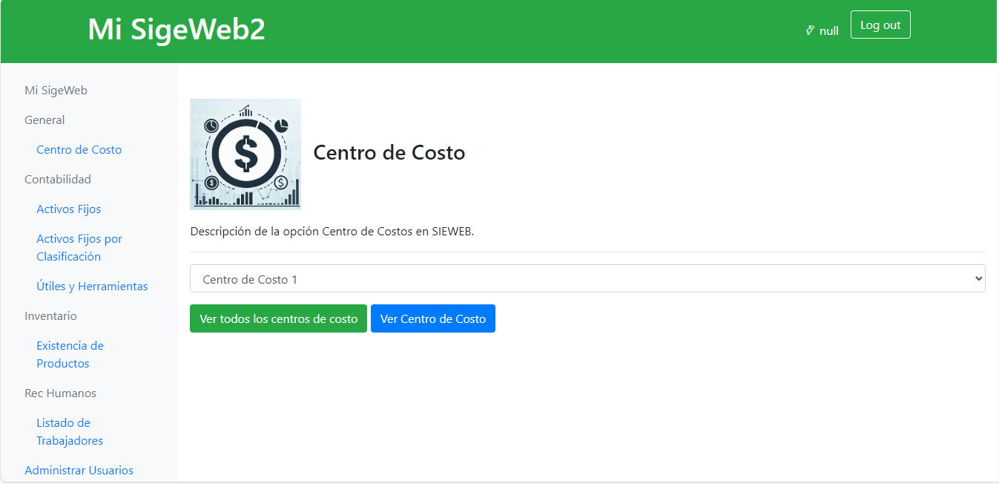 Mi SigeWeb2
null
Log out
Mi SigeWeb
General
Centro de Costo
Contabilidad
Activos Fijos
Activos Fijos por
Clasificación
Útiles y Herramientas
Inventario
Existencia de
Productos
Rec Humanos
Listado de
Trabajadores
Administrar Usuarios
Centro de Costo
Descripción de la opción Centro de Costos en SIEWEB.
Centro de Costo 1
Ver todos los centros de costo
Ver Centro de Costo